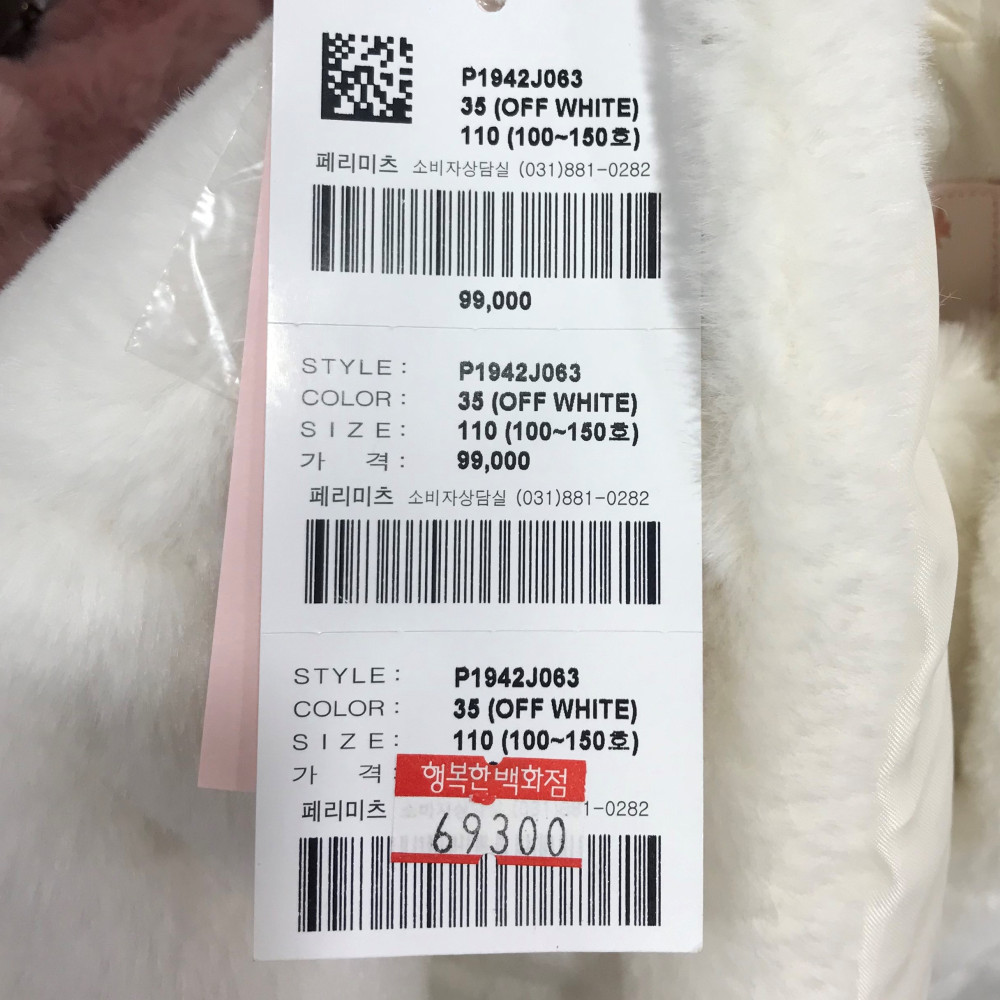 P1942J063
35 (OFF WHITE)
110 (100~150호)
페리미츠 소비자상담실 (031)881-0282
99,000
STYLE : P1942J063
COLOR : 35 (OFF WHITE)
SIZE : 110 (100~150호)
가 격 : 99,000
페리미츠 소비자상담실 (031)881-0282
STYLE : P1942J063
COLOR : 35 (OFF WHITE)
SIZE : 110 (100~150호)
가 격 : 행복한백화점
페리미츠 1-0282
69300